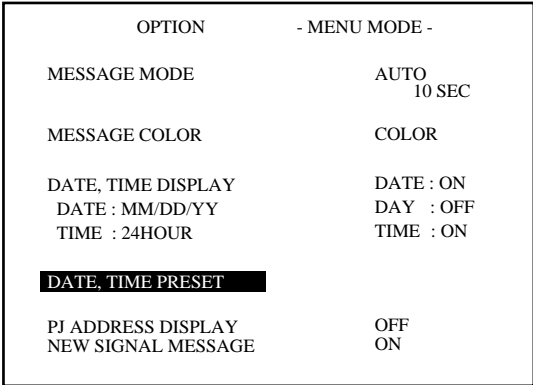 OPTION - MENU MODE -
MESSAGE MODE AUTO
10 SEC
MESSAGE COLOR COLOR
DATE, TIME DISPLAY DATE : ON
DATE : MM/DD/YY DAY : OFF
TIME : 24HOUR TIME : ON
DATE, TIME PRESET
PJ ADDRESS DISPLAY OFF
NEW SIGNAL MESSAGE ON